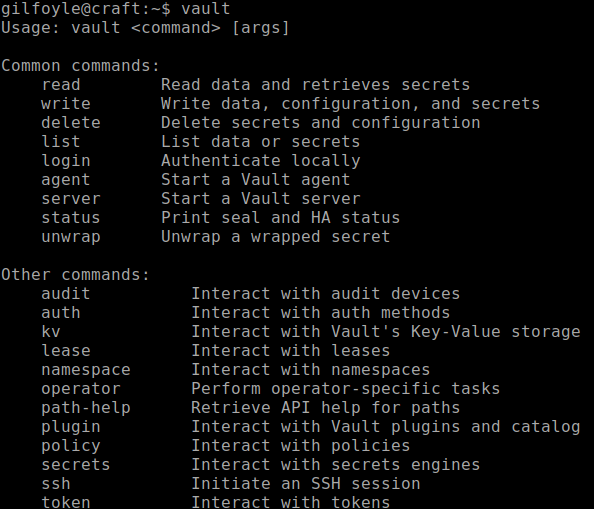 gilfoyle@craft:~$ vault
Usage: vault <command> [args]

Common commands:
    read        Read data and retrieves secrets
    write       Write data, configuration, and secrets
    delete      Delete secrets and configuration
    list        List data or secrets
    login       Authenticate locally
    agent       Start a Vault agent
    server      Start a Vault server
    status      Print seal and HA status
    unwrap      Unwrap a wrapped secret

Other commands:
    audit          Interact with audit devices
    auth           Interact with auth methods
    kv             Interact with Vault's Key-Value storage
    lease          Interact with leases
    namespace      Interact with namespaces
    operator       Perform operator-specific tasks
    path-help      Retrieve API help for paths
    plugin         Interact with Vault plugins and catalog
    policy         Interact with policies
    secrets        Interact with secrets engines
    ssh            Initiate an SSH session
    token          Interact with tokens